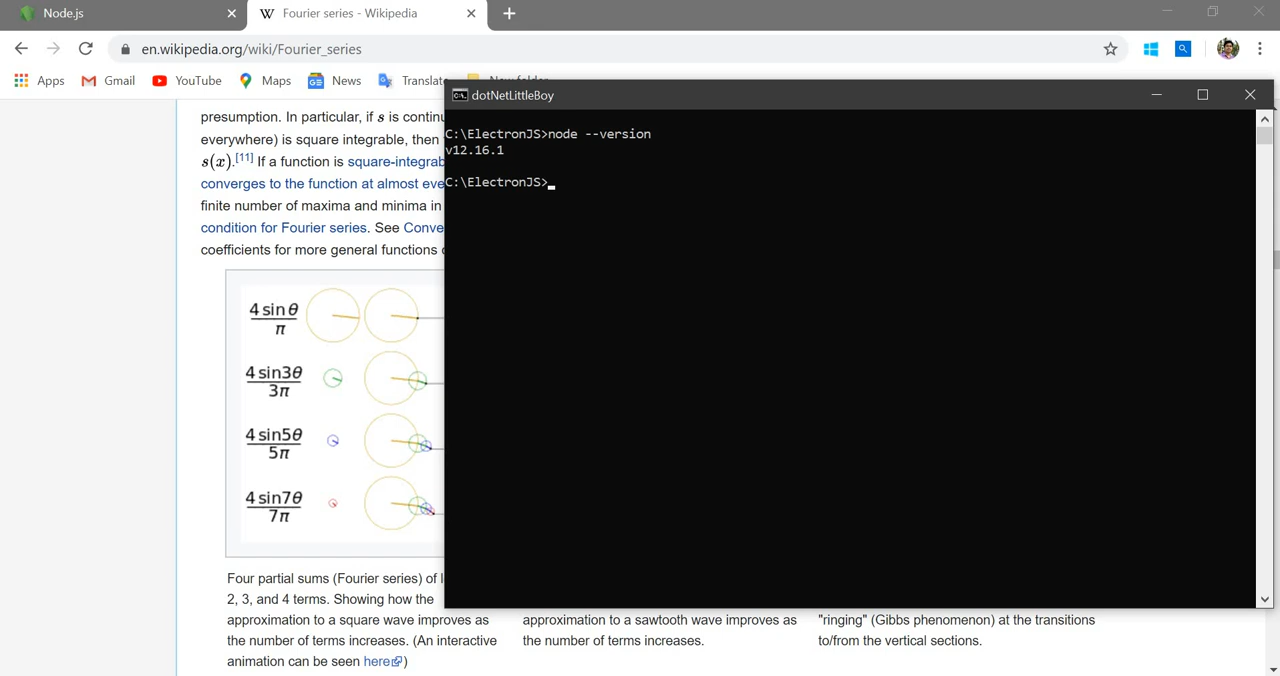 Node.js
W Fourier series - Wikipedia
en.wikipedia.org/wiki/Fourier_series
Apps
Gmail
YouTube
Maps
News
Translate
New folder
presumption. In particular, if s is
everywhere) is square integrable, then
s(x).[11] If a function is
converges to the function at almost
finite number of maxima and minima in
condition for Fourier series. See
coefficients for more general functions
4 sin θ
π
4 sin3θ
3π
4 sin5θ
5π
4 sin7θ
7π
Four partial sums (Fourier series) of
2, 3, and 4 terms. Showing how the
approximation to a square wave improves as
the number of terms increases. (An interactive
animation can be seen here)
dotNetLittleBoy
C:\ElectronJS>node --version
v12.16.1
C:\ElectronJS>
approximation to a sawtooth wave improves as
the number of terms increases.
"ringing" (Gibbs phenomenon) at the transitions
to/from the vertical sections.